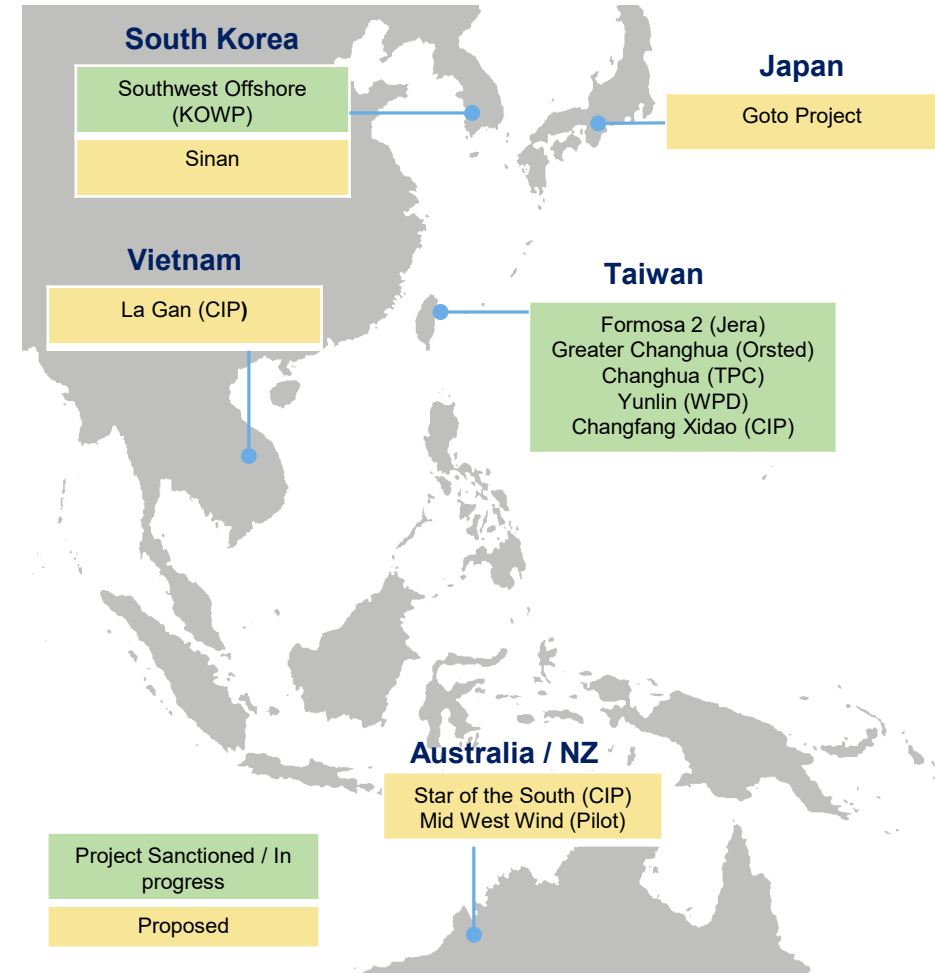 South Korea
Southwest Offshore
(KOWP)
Sinan
Japan
Goto Project
Vietnam
La Gan (CIP)
Taiwan
Formosa 2 (Jera)
Greater Changhua (Orsted)
Changhua (TPC)
Yunlin (WPD)
Changfang Xidao (CIP)
Australia / NZ
Star of the South (CIP)
Mid West Wind (Pilot)
Project Sanctioned / In
progress
Proposed